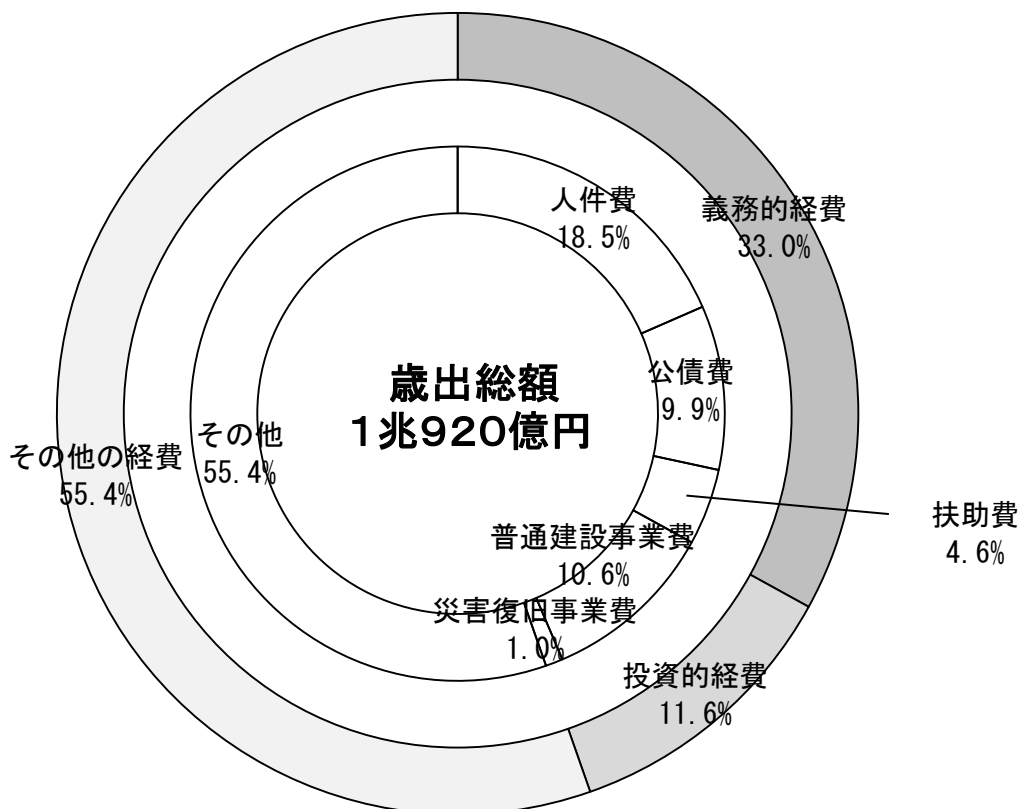 人件費
18.5%
義務的経費
33.0%
公債費
9.9%
歳出総額
1兆920億円
その他
55.4%
その他の経費
55.4%
扶助費
4.6%
普通建設事業費
10.6%
災害復旧事業費
1.0%
投資的経費
11.6%